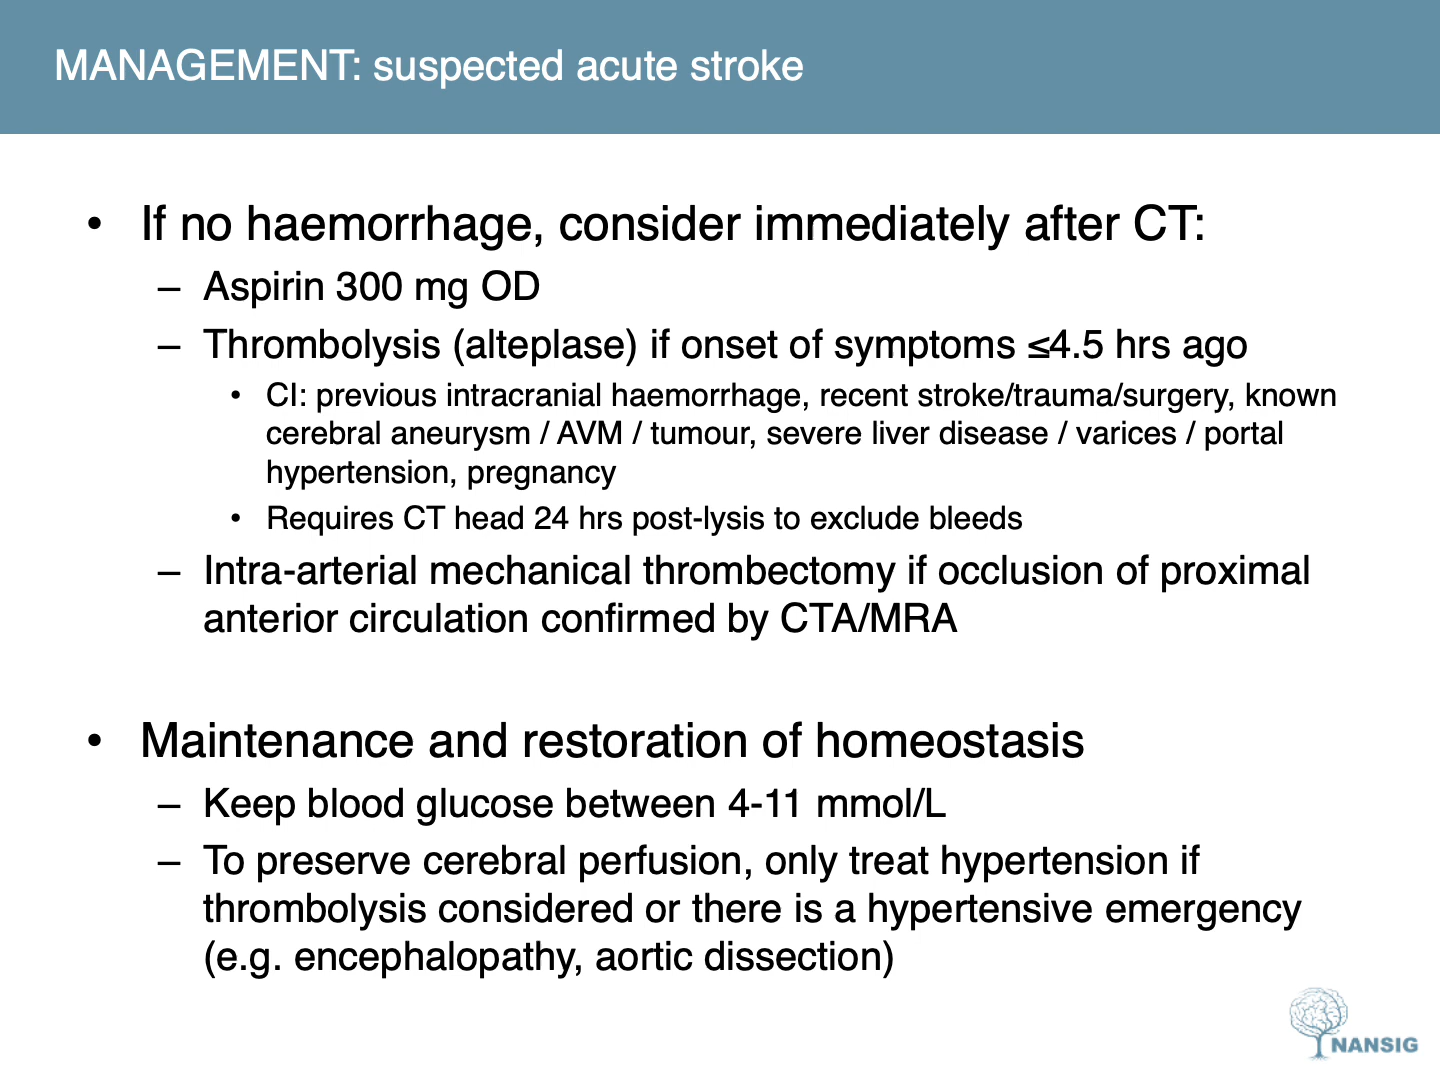 MANAGEMENT: suspected acute stroke
• If no haemorrhage, consider immediately after CT:
– Aspirin 300 mg OD
– Thrombolysis (alteplase) if onset of symptoms ≤4.5 hrs ago
• CI: previous intracranial haemorrhage, recent stroke/trauma/surgery, known
cerebral aneurysm / AVM / tumour, severe liver disease / varices / portal
hypertension, pregnancy
• Requires CT head 24 hrs post-lysis to exclude bleeds
– Intra-arterial mechanical thrombectomy if occlusion of proximal
anterior circulation confirmed by CTA/MRA
• Maintenance and restoration of homeostasis
– Keep blood glucose between 4-11 mmol/L
– To preserve cerebral perfusion, only treat hypertension if
thrombolysis considered or there is a hypertensive emergency
(e.g. encephalopathy, aortic dissection)
NANSIG